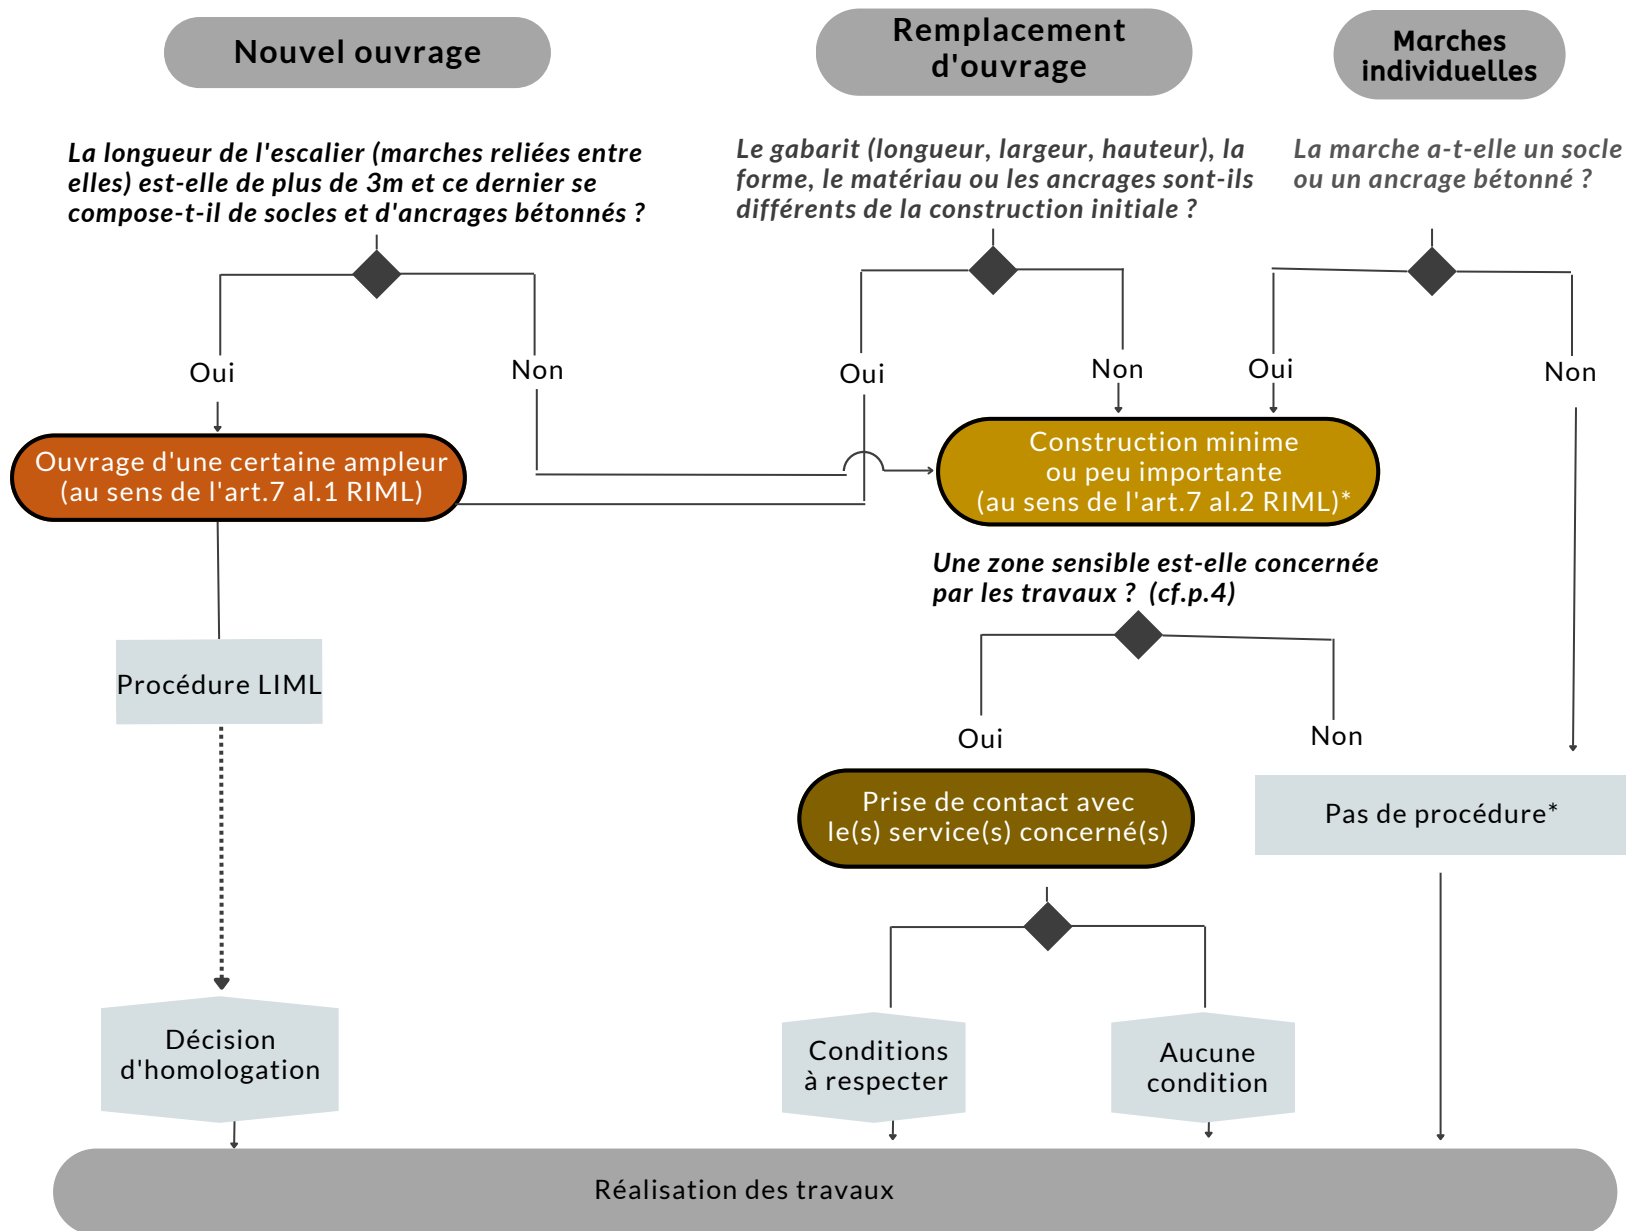 Nouvel ouvrage
Remplacement
d'ouvrage
Marches
individuelles
La longueur de l'escalier (marches reliées entre
elles) est-elle de plus de 3m et ce dernier se
compose-t-il de socles et d'ancrages bétonnés ?
Le gabarit (longueur, largeur, hauteur), la
forme, le matériau ou les ancrages sont-ils
différents de la construction initiale ?
La marche a-t-elle un socle
ou un ancrage bétonné ?
Oui
Non
Oui
Non
Oui
Non
Ouvrage d'une certaine ampleur
(au sens de l'art.7 al.1 RIML)
Construction minime
ou peu importante
(au sens de l'art.7 al.2 RIML)*
Une zone sensible est-elle concernée
par les travaux ? (cf.p.4)
Procédure LIML
Oui
Non
Prise de contact avec
le(s) service(s) concerné(s)
Pas de procédure*
Décision
d'homologation
Conditions
à respecter
Aucune
condition
Réalisation des travaux